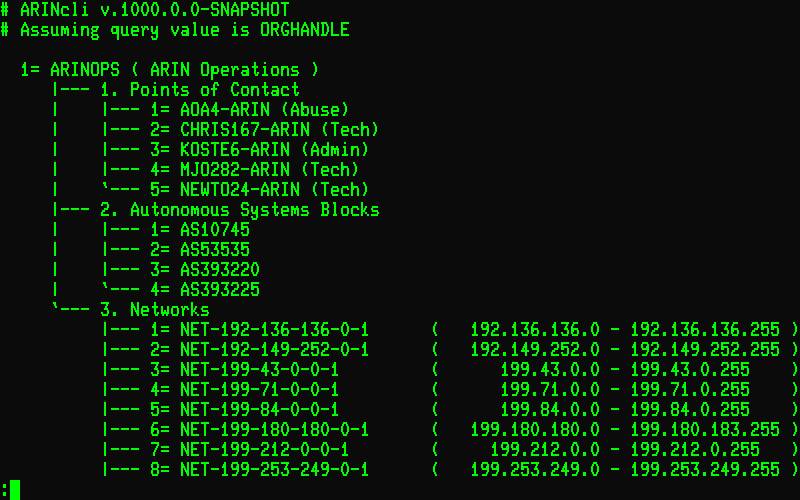 # ARINcli v.1000.0.0-SNAPSHOT
# Assuming query value is ORGHANDLE

  1= ARINOPS ( ARIN Operations )
     |--- 1. Points of Contact
     |    |--- 1= AOA4-ARIN (Abuse)
     |    |--- 2= CHRIS167-ARIN (Tech)
     |    |--- 3= KOSTE6-ARIN (Admin)
     |    |--- 4= MJO282-ARIN (Tech)
     |    `--- 5= NEWTO24-ARIN (Tech)
     |--- 2. Autonomous Systems Blocks
     |    |--- 1= AS10745
     |    |--- 2= AS53535
     |    |--- 3= AS393220
     |    `--- 4= AS393225
     `--- 3. Networks
          |--- 1= NET-192-136-136-0-1      (   192.136.136.0 - 192.136.136.255 )
          |--- 2= NET-192-149-252-0-1      (   192.149.252.0 - 192.149.252.255 )
          |--- 3= NET-199-43-0-0-1         (      199.43.0.0 - 199.43.0.255    )
          |--- 4= NET-199-71-0-0-1         (      199.71.0.0 - 199.71.0.255    )
          |--- 5= NET-199-84-0-0-1         (      199.84.0.0 - 199.84.0.255    )
          |--- 6= NET-199-180-180-0-1      (   199.180.180.0 - 199.180.183.255 )
          |--- 7= NET-199-212-0-0-1        (     199.212.0.0 - 199.212.0.255   )
          |--- 8= NET-199-253-249-0-1      (   199.253.249.0 - 199.253.249.255 )
: